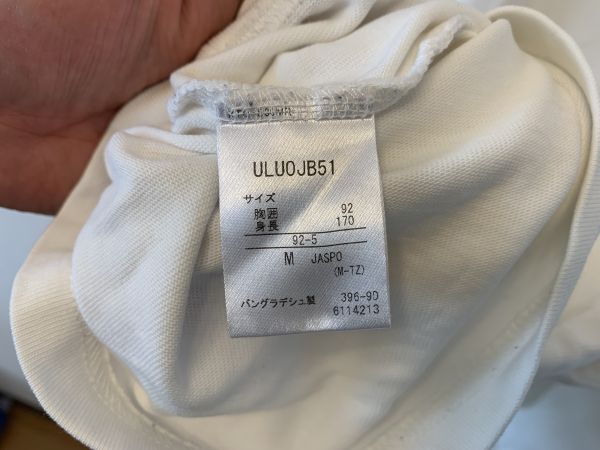 ULU0JB51
サイズ
胸囲 92
身長 170
92-5
M JASPO
(M-TZ)
バングラデシュ製 396-90
6114213